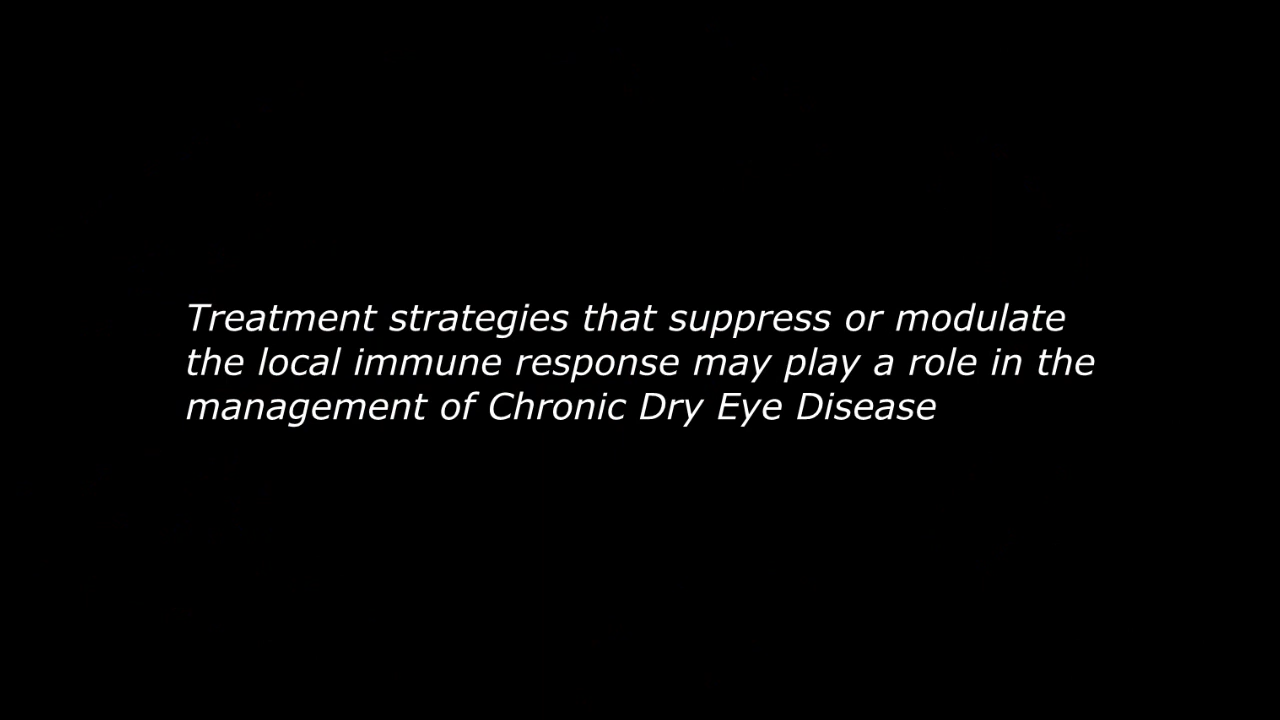 Treatment strategies that suppress or modulate
the local immune response may play a role in the
management of Chronic Dry Eye Disease